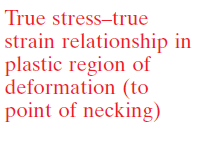 True stress–true
strain relationship in
plastic region of
deformation (to
point of necking)